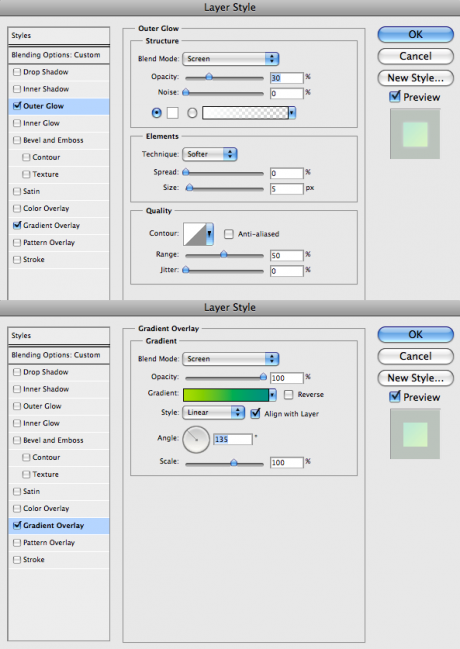 Layer Style
Styles
Blending Options: Custom
Drop Shadow
Inner Shadow
Outer Glow
Inner Glow
Bevel and Emboss
Contour
Texture
Satin
Color Overlay
Gradient Overlay
Pattern Overlay
Stroke
Outer Glow
Structure
Blend Mode: Screen
Opacity: 30 %
Noise: 0 %
Elements
Technique: Softer
Spread: 0 %
Size: 5 px
Quality
Contour: Anti-aliased
Range: 50 %
Jitter: 0 %
OK
Cancel
New Style...
Preview
Layer Style
Styles
Blending Options: Custom
Drop Shadow
Inner Shadow
Outer Glow
Inner Glow
Bevel and Emboss
Contour
Texture
Satin
Color Overlay
Gradient Overlay
Pattern Overlay
Stroke
Gradient Overlay
Gradient
Blend Mode: Screen
Opacity: 100 %
Gradient: Reverse
Style: Linear Align with Layer
Angle: 135 °
Scale: 100 %
OK
Cancel
New Style...
Preview